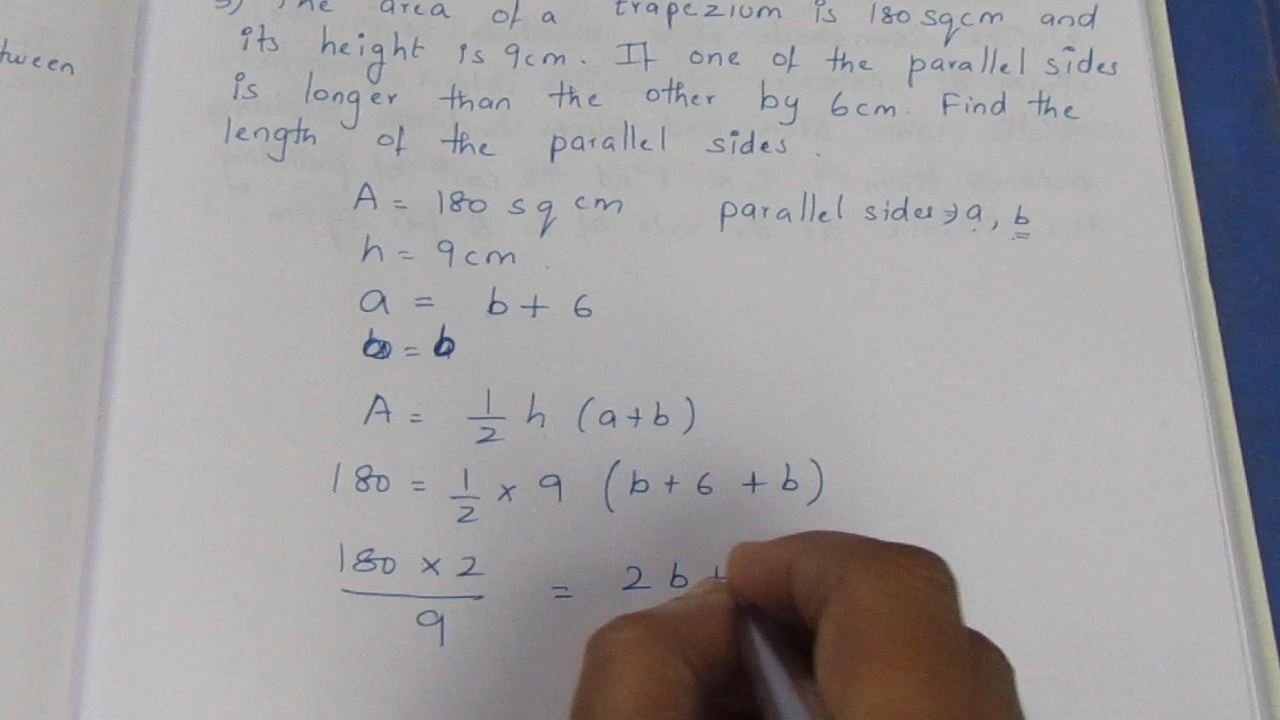 tween
3) The area of a trapezium is 180 sqcm and
its height is 9cm. If one of the parallel sides
is longer than the other by 6cm. Find the
length of the parallel sides.
A = 180 sq cm parallel sides ⇒ a, b
h = 9cm.
a = b + 6
b = b
A = 1/2 h (a+b)
180 = 1/2 × 9 (b+6 +b)
180 × 2 / 9 = 2b +